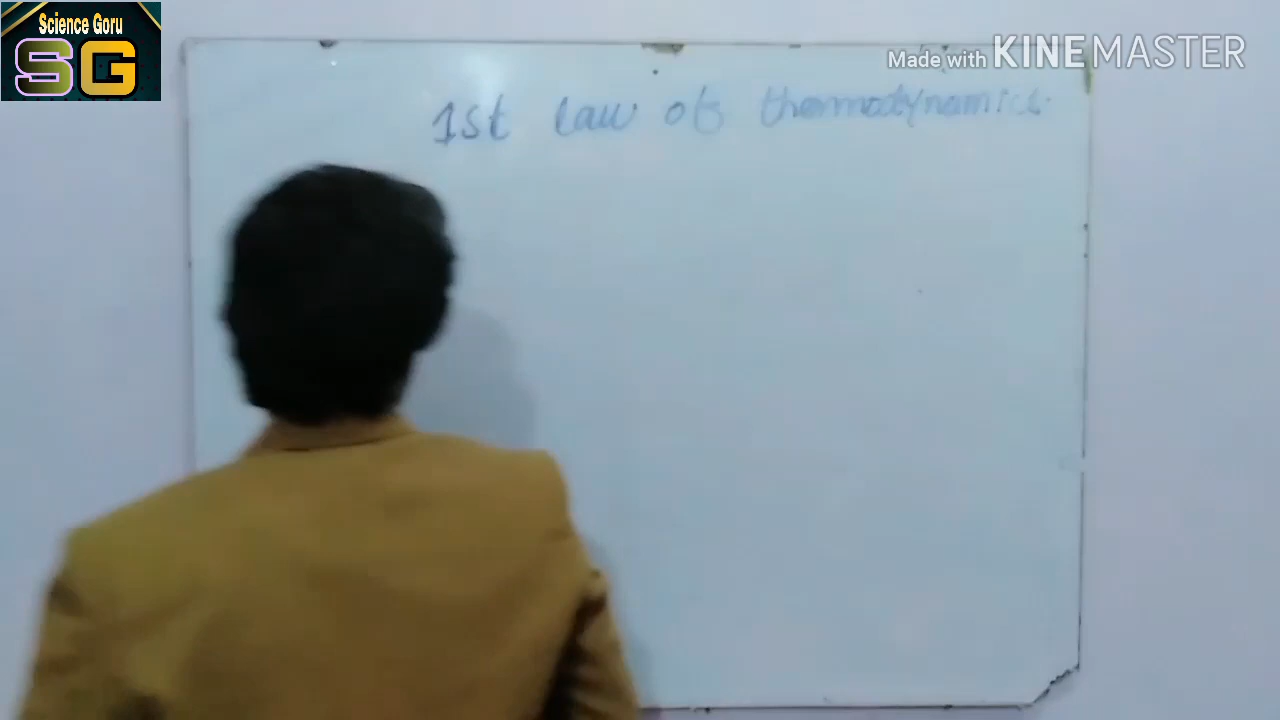 Science Goru
SG
Made with KINEMASTER
1st law of thermodynamics.